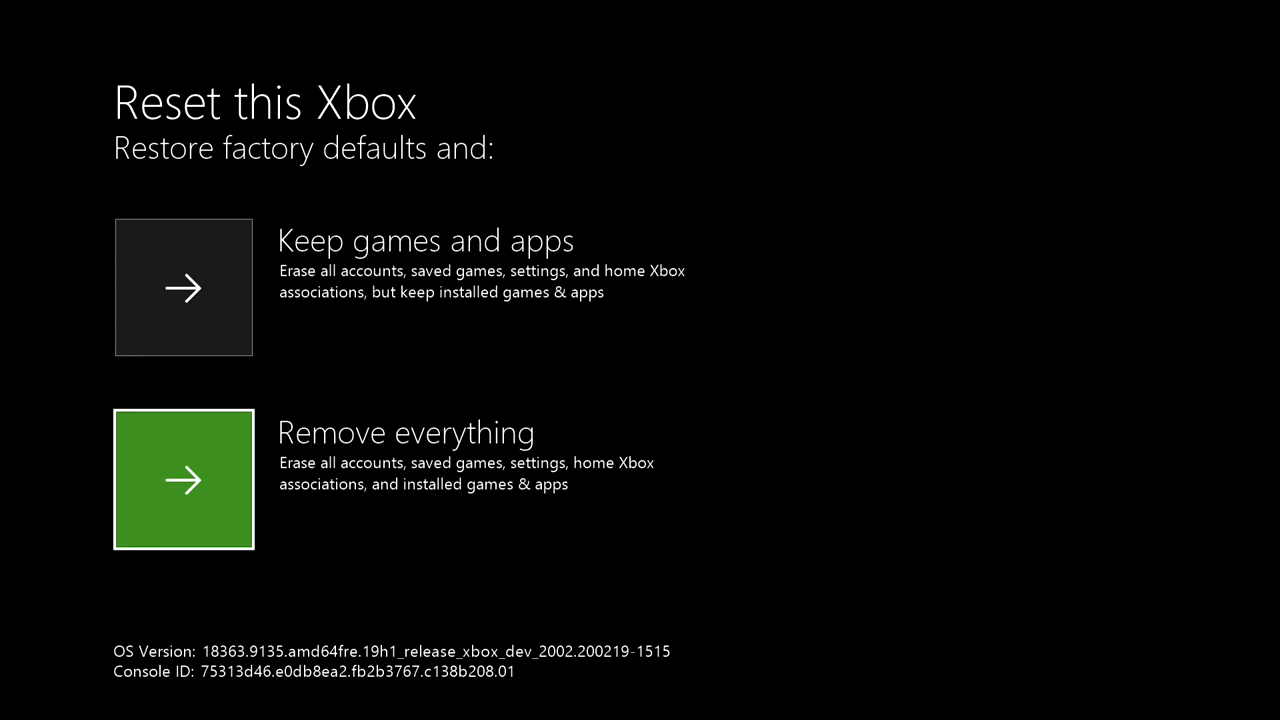 Reset this Xbox
Restore factory defaults and:
Keep games and apps
Erase all accounts, saved games, settings, and home Xbox
associations, but keep installed games & apps
Remove everything
Erase all accounts, saved games, settings, home Xbox
associations, and installed games & apps
OS Version: 18363.9135.amd64fre.19h1_release_xbox_dev_2002.200219-1515
Console ID: 75313d46.e0db8ea2.fb2b3767.c138b208.01